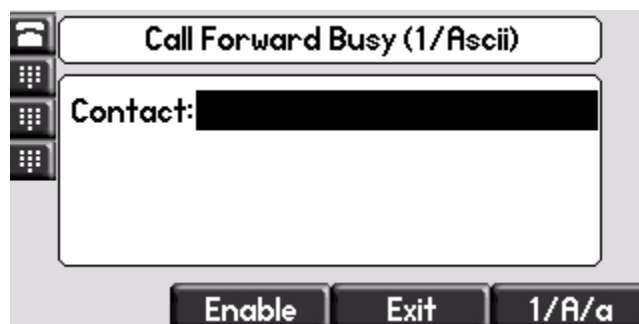 Call Forward Busy (1/Ascii)
Contact:
Enable Exit 1/A/a